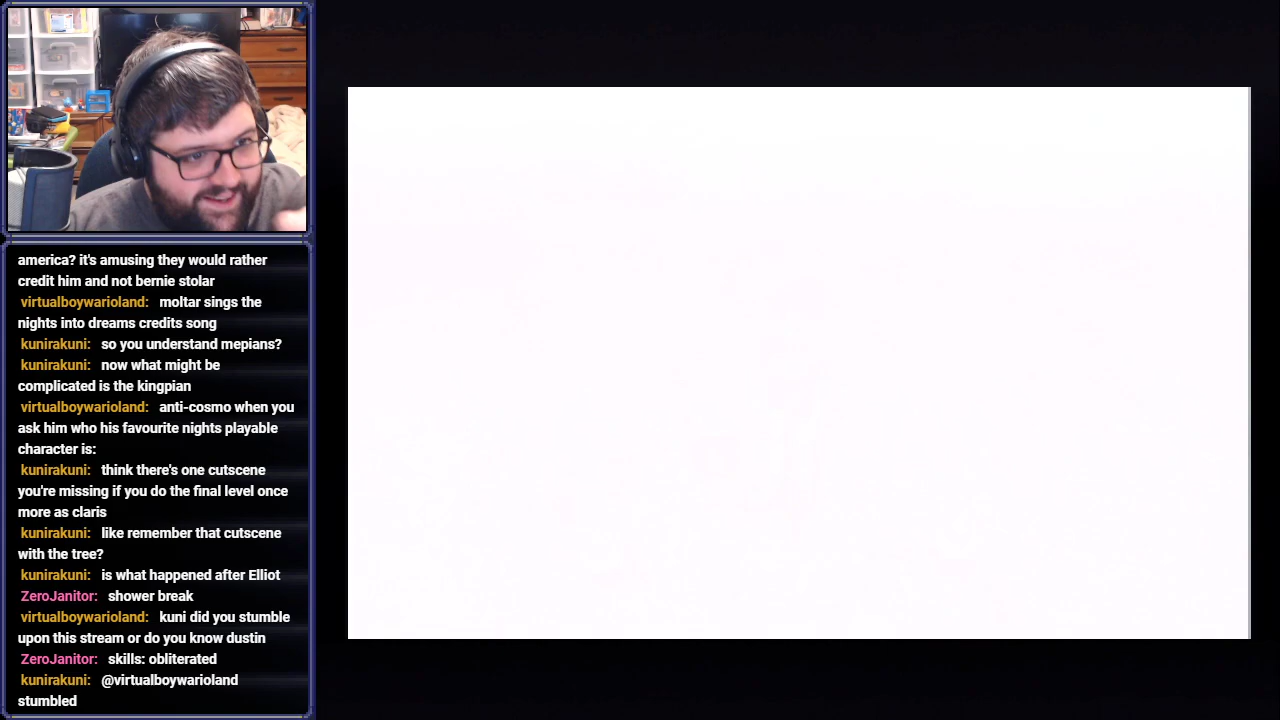 america? it's amusing they would rather
credit him and not bernie stolar
virtualboywarioland: moltar sings the
nights into dreams credits song
kunirakuni: so you understand mepians?
kunirakuni: now what might be
complicated is the kingpian
virtualboywarioland: anti-cosmo when you
ask him who his favourite nights playable
character is:
kunirakuni: think there's one cutscene
you're missing if you do the final level once
more as claris
kunirakuni: like remember that cutscene
with the tree?
kunirakuni: is what happened after Elliot
ZeroJanitor: shower break
virtualboywarioland: kuni did you stumble
upon this stream or do you know dustin
ZeroJanitor: skills: obliterated
kunirakuni: @virtualboywarioland
stumbled